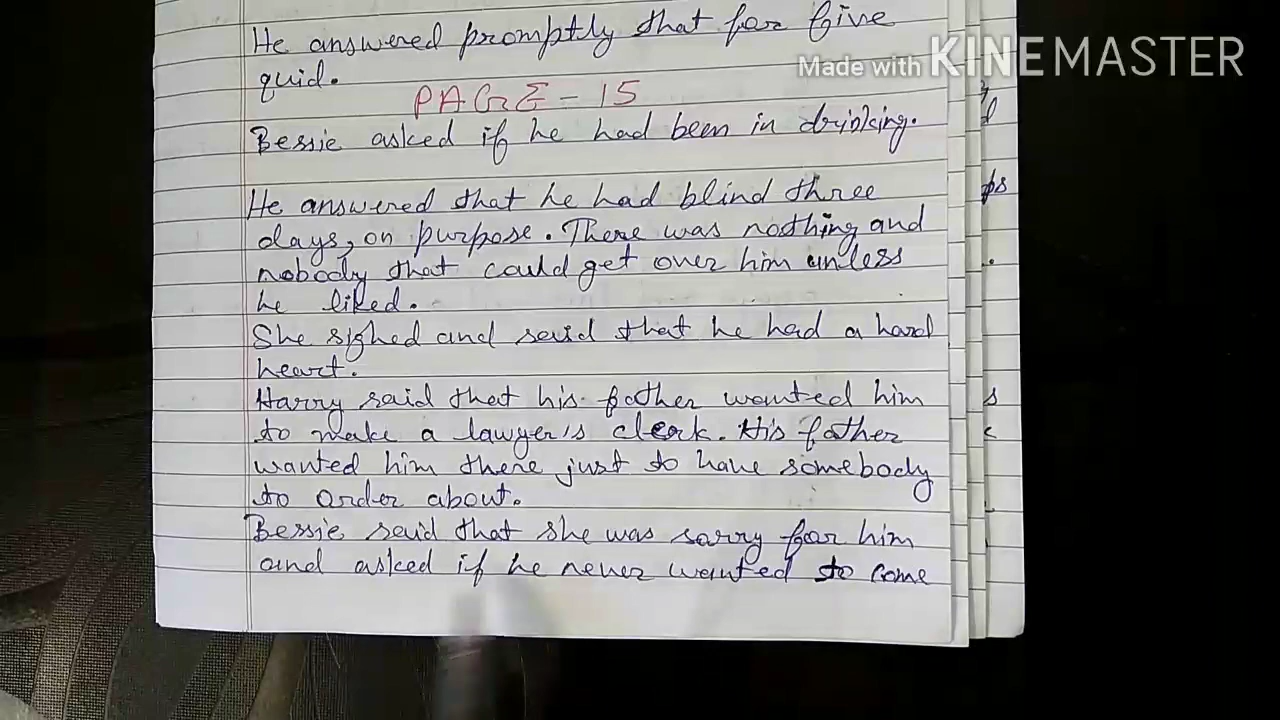 He answered promptly that for five
quid.
Made with KINEMASTER
PAGE - 15
Bessie asked if he had been in drinking.
He answered that he had blind three
days, on purpose. There was nothing and
nobody that could get over him unless
he liked.
She sighed and said that he had a hard
heart.
Harry said that his father wanted him
to make a lawyer's clerk. His father
wanted him there just to have somebody
to order about.
Bessie said that she was sorry for him
and asked if he never wanted to come